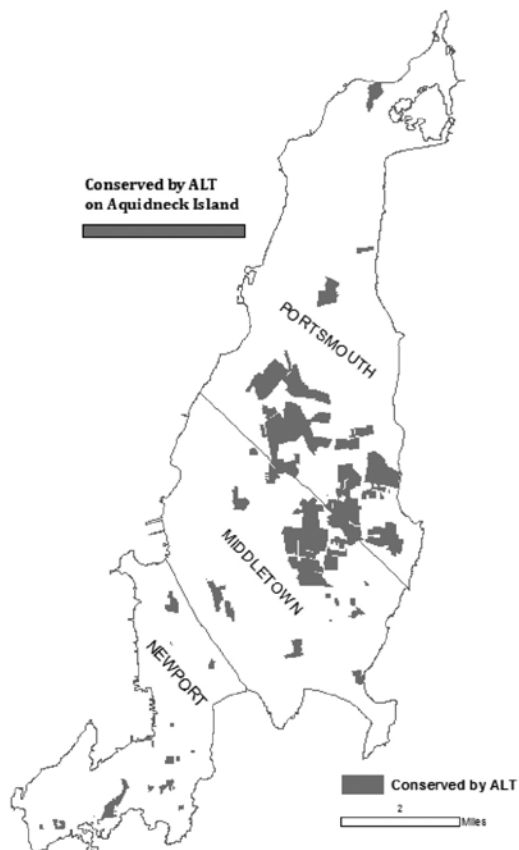 Conserved by ALT
on Aquidneck Island
PORTSMOUTH
MIDDLETOWN
NEWPORT
Conserved by ALT
2
Miles